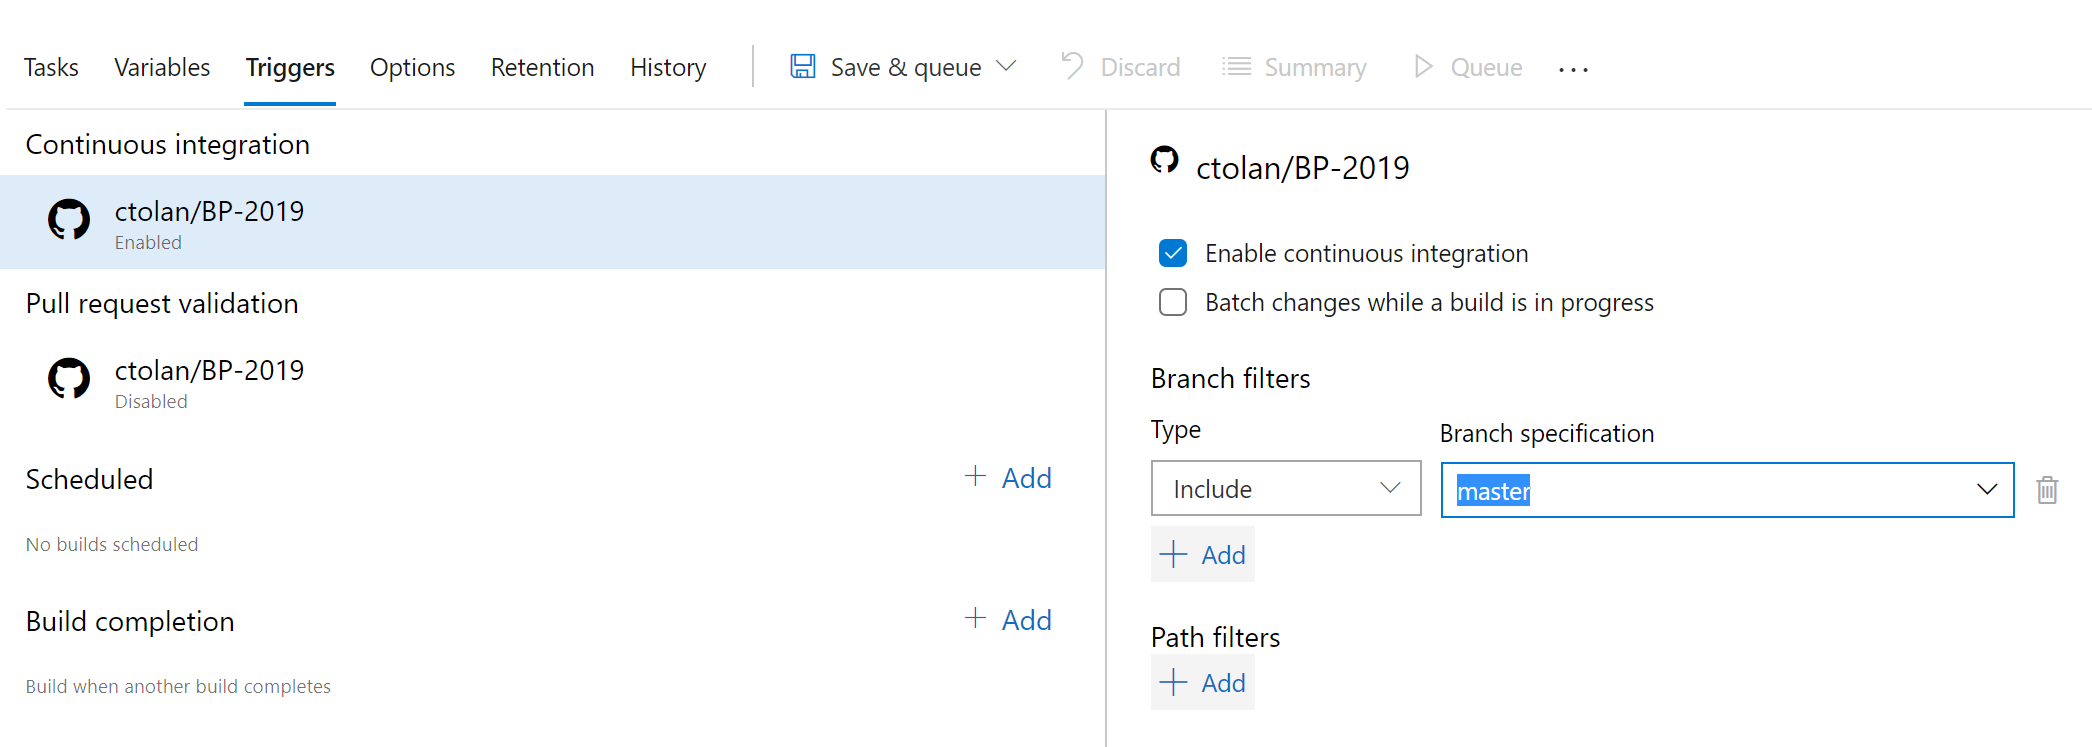 Tasks Variables Triggers Options Retention History Save & queue Discard Summary Queue ...
Continuous integration
ctolan/BP-2019
Enabled
Pull request validation
ctolan/BP-2019
Disabled
Scheduled + Add
No builds scheduled
Build completion + Add
Build when another build completes
ctolan/BP-2019
Enable continuous integration
Batch changes while a build is in progress
Branch filters
Type Branch specification
Include master
+ Add
Path filters
+ Add